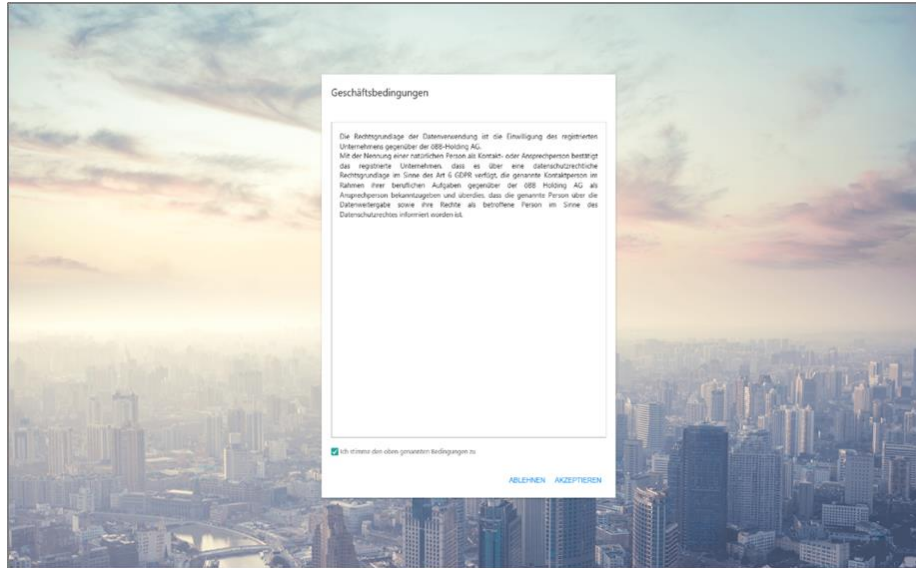 Geschäftsbedingungen
Die Rechtsgrundlage der Datenverwendung ist die Einwilligung des registrierten
Unternehmens gegenüber der ÖBB-Holding AG.
Mit der Nennung einer natürlichen Person als Kontakt- oder Ansprechperson bestätigt
das registrierte Unternehmen, dass es über eine datenschutzrechtliche
Rechtsgrundlage im Sinne des Art 6 GDPR verfügt, die genannte Kontaktperson im
Rahmen ihrer beruflichen Aufgaben gegenüber der ÖBB Holding AG als
Ansprechperson bekanntzugeben und überdies, dass die genannte Person über die
Datenweitergabe sowie ihre Rechte als betroffene Person im Sinne des
Datenschutzrechtes informiert worden ist.
Ich stimme den oben genannten Bedingungen zu
ABLEHNEN AKZEPTIEREN